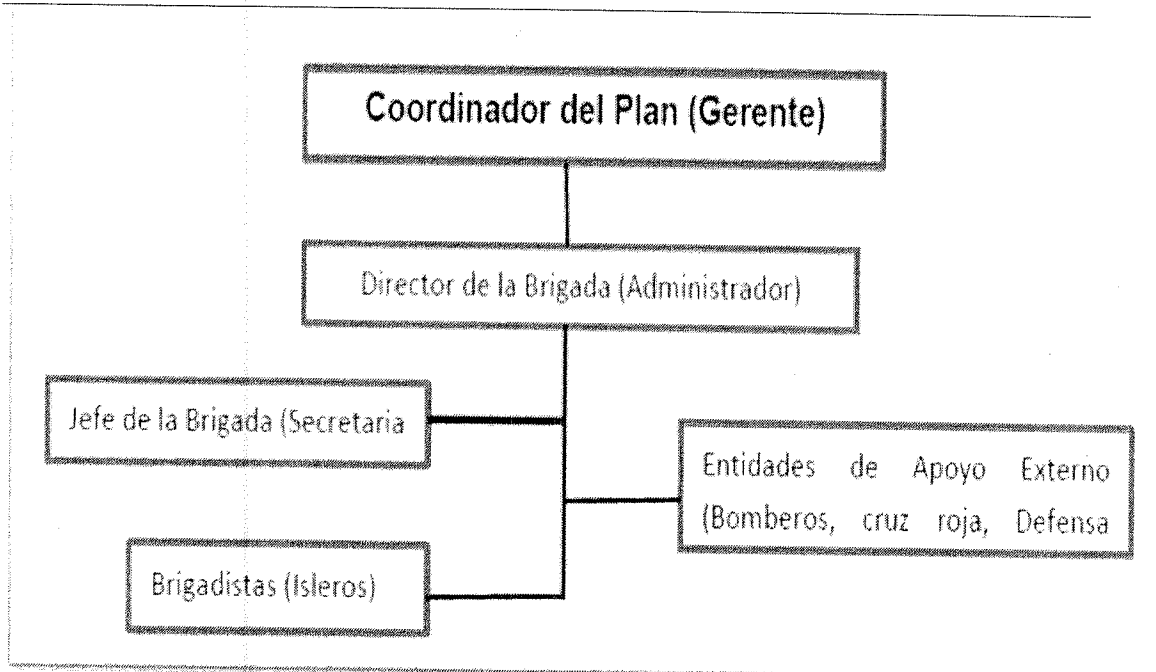 Coordinador del Plan (Gerente)
Director de la Brigada (Administrador)
Jefe de la Brigada (Secretaria
Entidades de Apoyo Externo
(Bomberos, cruz roja, Defensa
Brigadistas (Isleros)